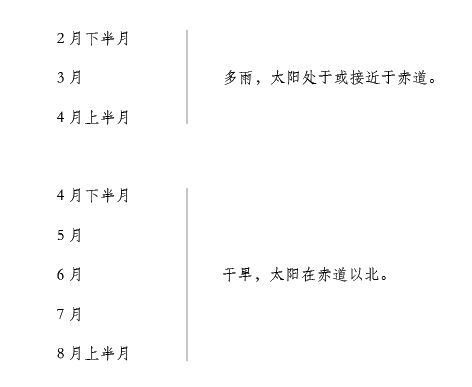 2 月下半月
3 月
多雨，太阳处于或接近于赤道。
4 月上半月
4 月下半月
5 月
6 月
干旱，太阳在赤道以北。
7 月
8 月上半月